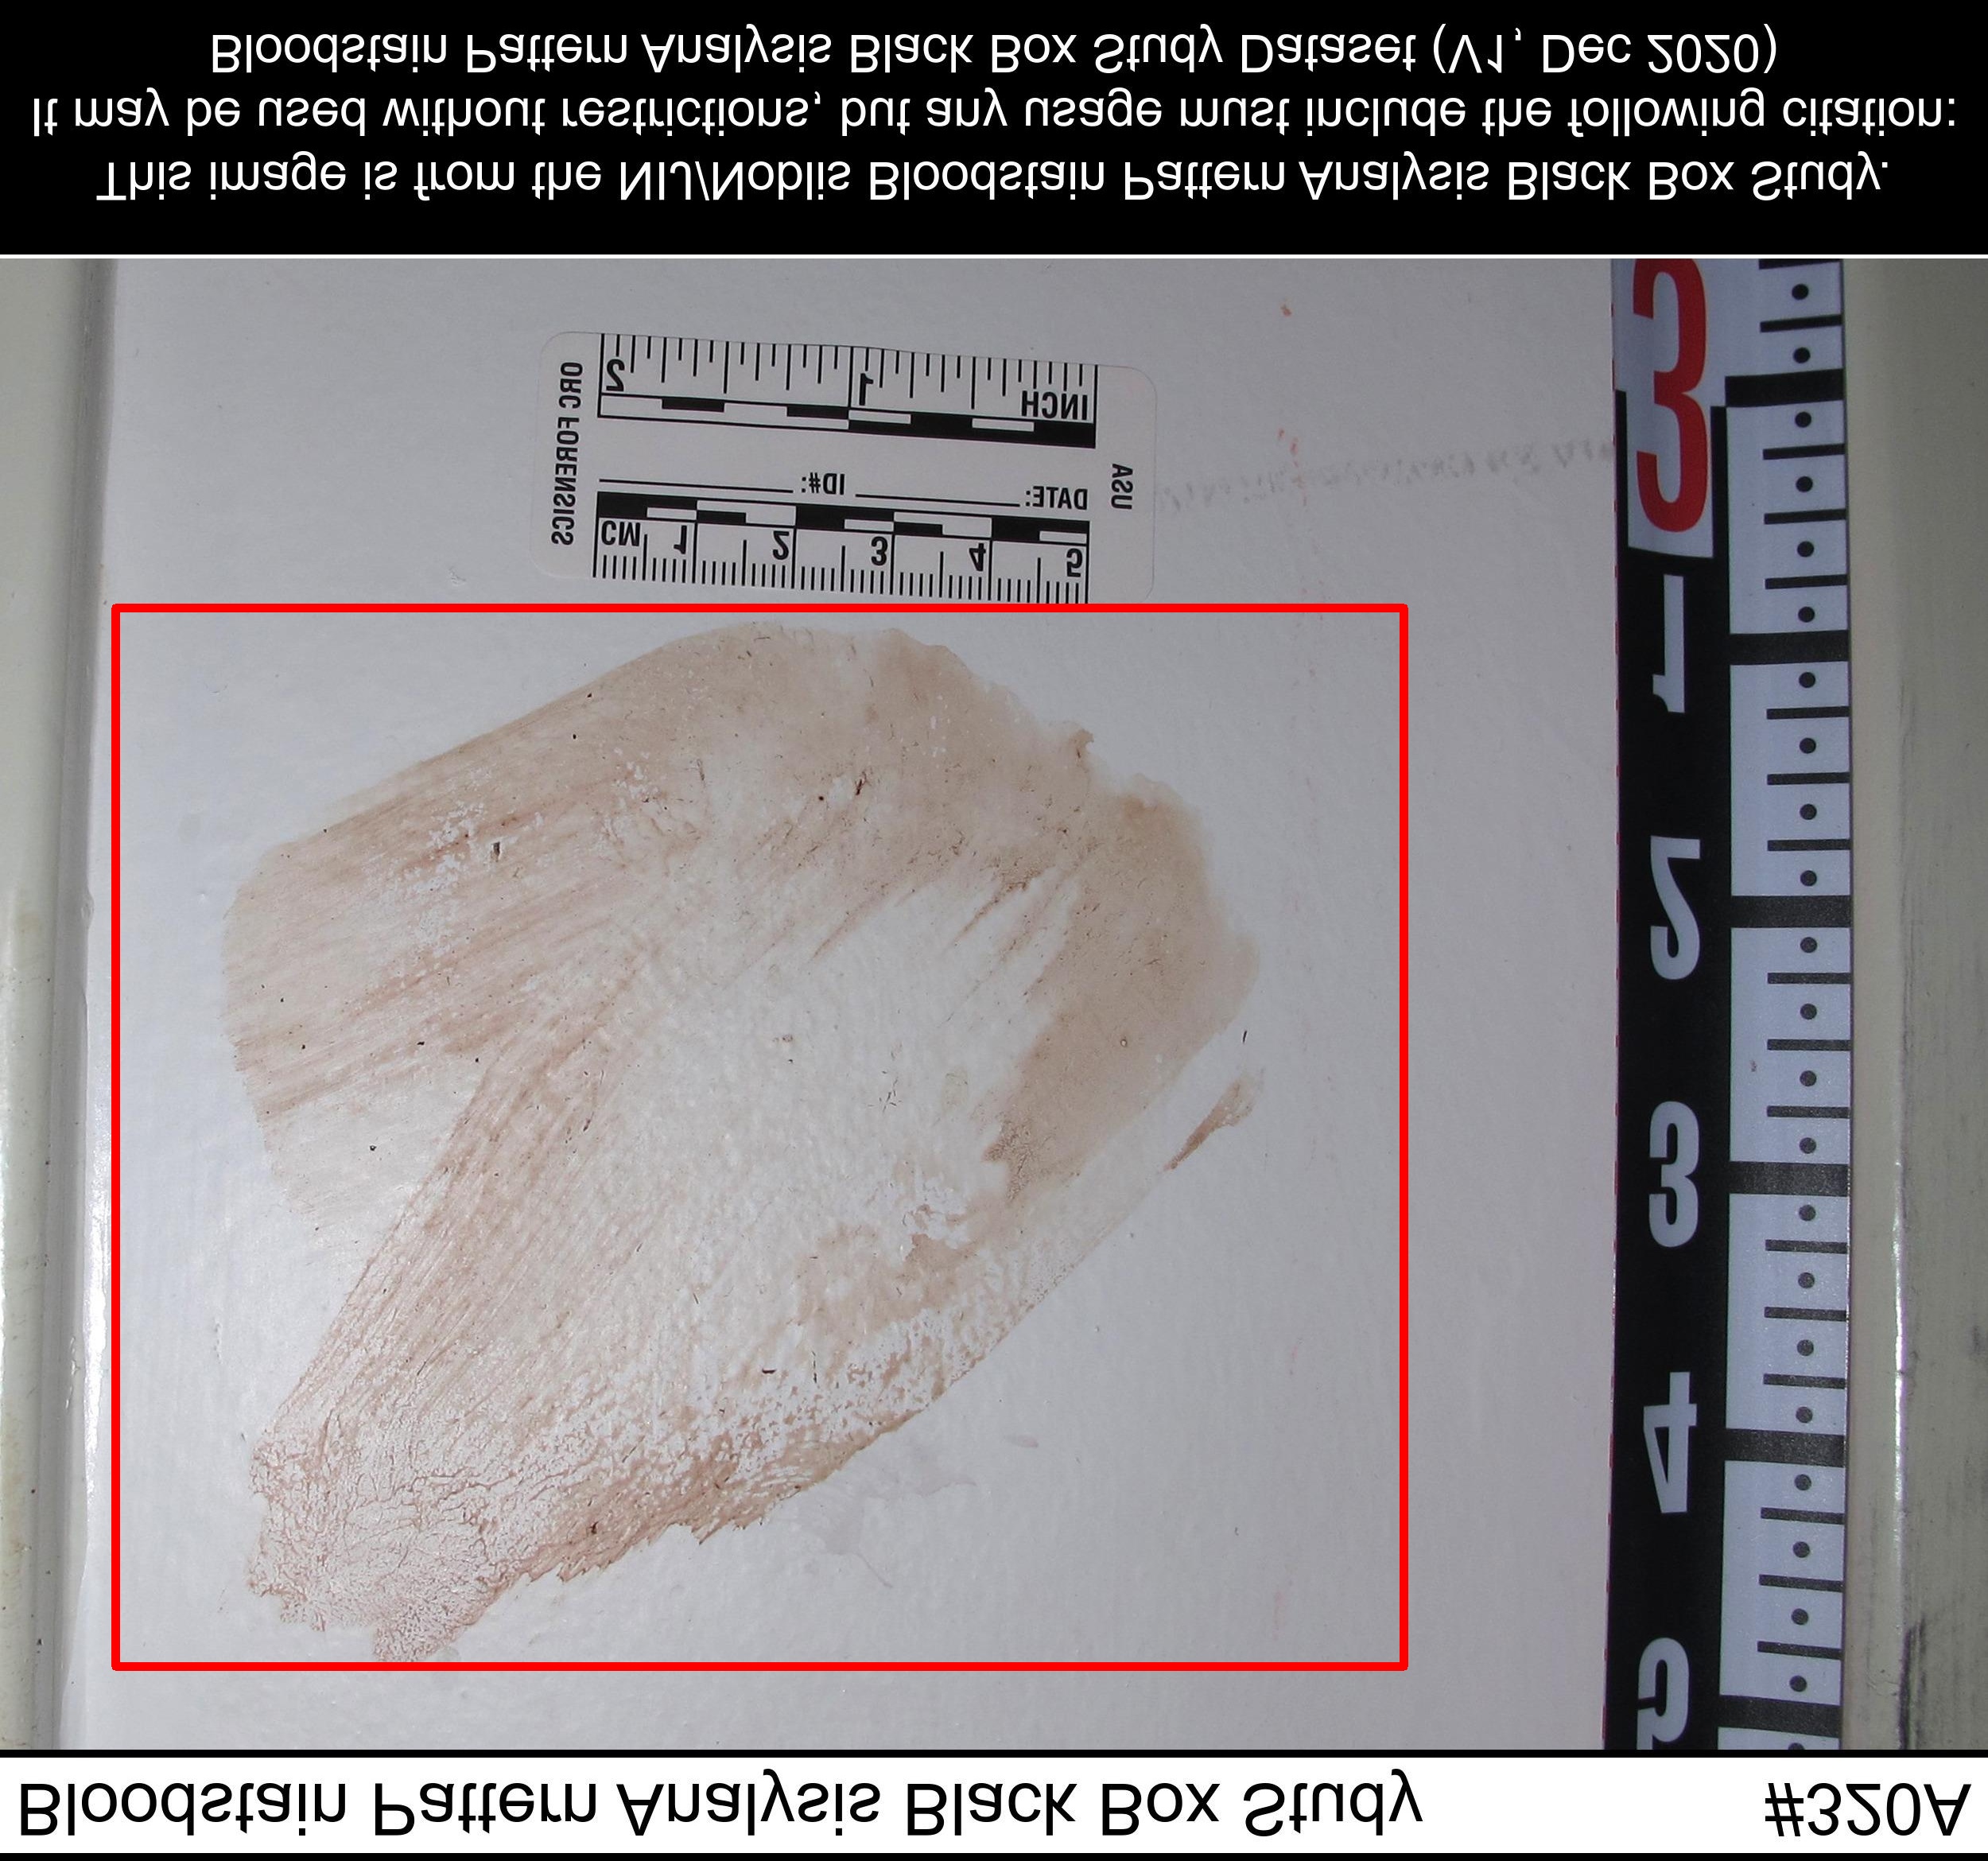 Bloodstain Pattern Analysis Black Box Study #320A
5
4
3
2
1
3
CM 1 2 3 4 5
DATE: ID#:
INCH 1 2
USA
This image is from the NIJ/Noblis Bloodstain Pattern Analysis Black Box Study.
It may be used without restrictions, but any usage must include the following citation:
Bloodstain Pattern Analysis Black Box Study Dataset (V1, Dec 2020)